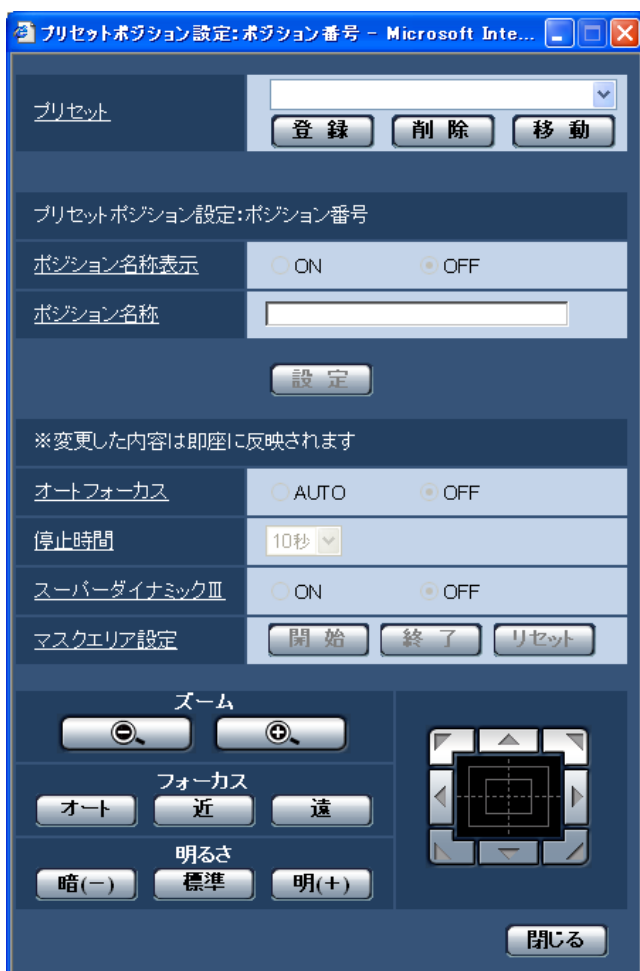 プリセットポジション設定:ポジション番号 - Microsoft Inte...
プリセット
登 録 削 除 移 動
プリセットポジション設定:ポジション番号
ポジション名称表示 ON OFF
ポジション名称
設 定
※変更した内容は即座に反映されます
オートフォーカス AUTO OFF
停止時間 10秒
スーパーダイナミックⅢ ON OFF
マスクエリア設定 開 始 終 了 リセット
ズーム
フォーカス
オート 近 遠
明るさ
暗(-) 標準 明(+)
閉じる